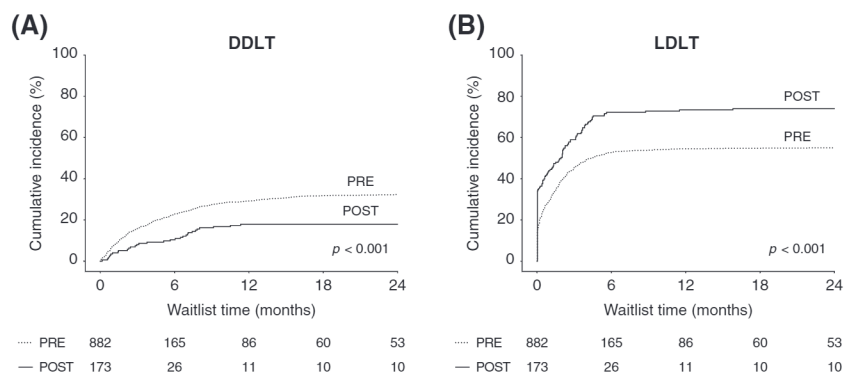 (A)
DDLT
Cumulative incidence (%)
100
80
60
40
20
0
PRE
POST
p < 0.001
0 6 12 18 24
Waitlist time (months)
PRE 882 165 86 60 53
POST 173 26 11 10 10
(B)
LDLT
Cumulative incidence (%)
100
80
60
40
20
0
POST
PRE
p < 0.001
0 6 12 18 24
Waitlist time (months)
PRE 882 165 86 60 53
POST 173 26 11 10 10